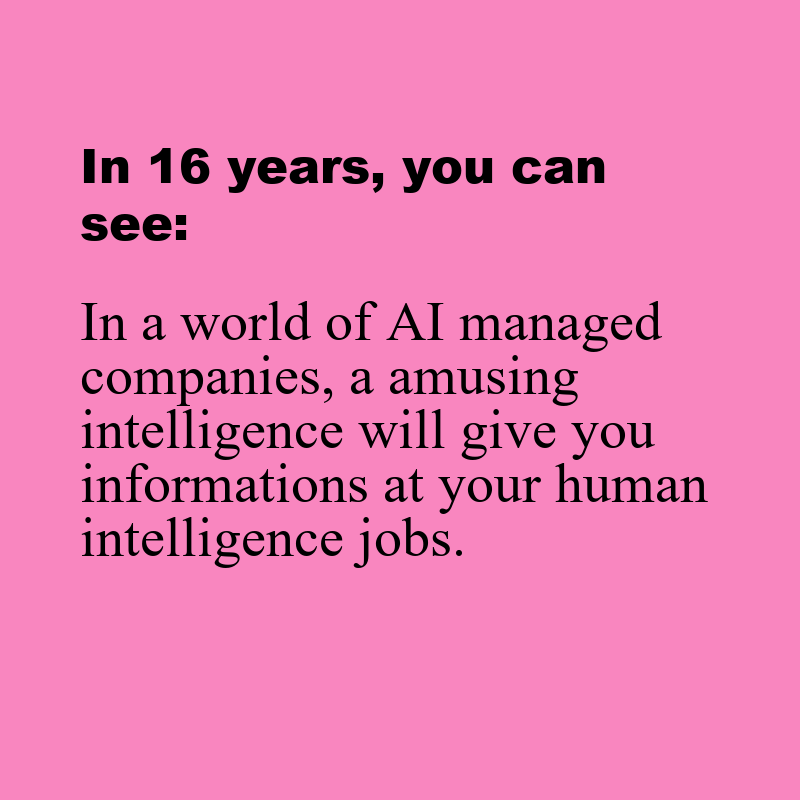 In 16 years, you can
see:
In a world of AI managed
companies, a amusing
intelligence will give you
informations at your human
intelligence jobs.